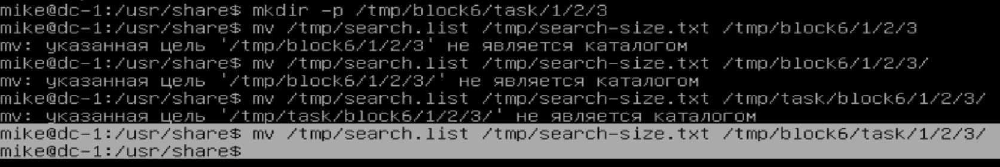 mike@dc-1:/usr/share$ mkdir -p /tmp/block6/task/1/2/3
mike@dc-1:/usr/share$ mv /tmp/search.list /tmp/search-size.txt /tmp/block6/1/2/3
mv: указанная цель '/tmp/block6/1/2/3' не является каталогом
mike@dc-1:/usr/share$ mv /tmp/search.list /tmp/search-size.txt /tmp/block6/1/2/3/
mv: указанная цель '/tmp/block6/1/2/3/' не является каталогом
mike@dc-1:/usr/share$ mv /tmp/search.list /tmp/search-size.txt /tmp/task/block6/1/2/3/
mv: указанная цель '/tmp/task/block6/1/2/3/' не является каталогом
mike@dc-1:/usr/share$ mv /tmp/search.list /tmp/search-size.txt /tmp/block6/task/1/2/3/
mike@dc-1:/usr/share$